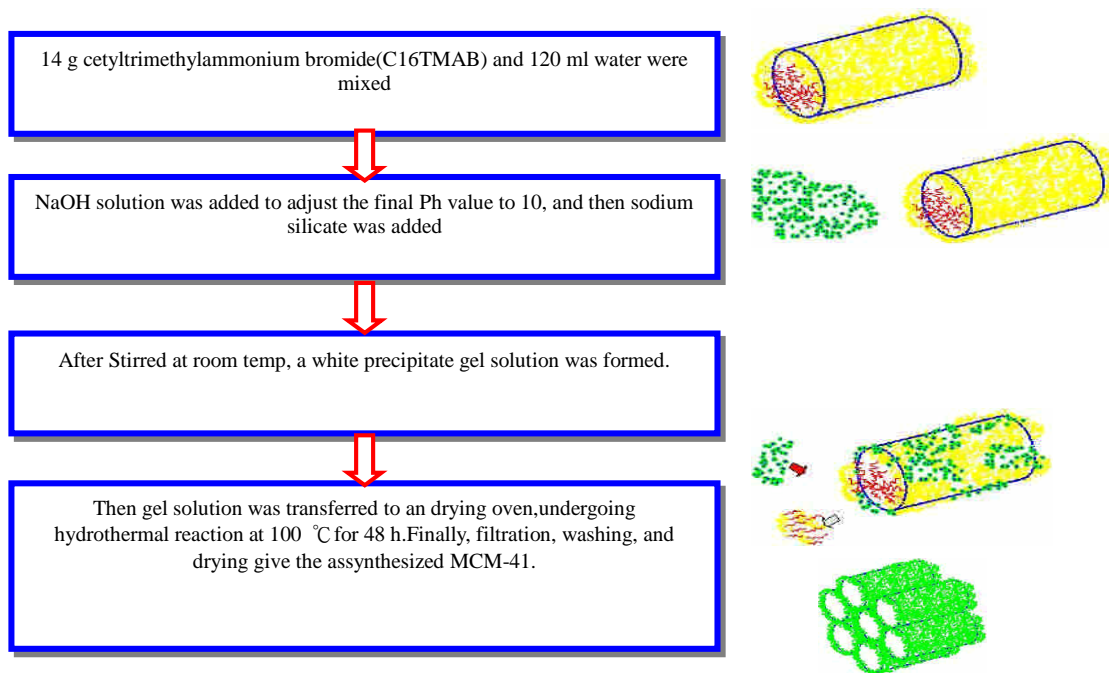 14 g cetyltrimethylammonium bromide(C16TMAB) and 120 ml water were
mixed
NaOH solution was added to adjust the final Ph value to 10, and then sodium
silicate was added
After Stirred at room temp, a white precipitate gel solution was formed.
Then gel solution was transferred to an drying oven,undergoing
hydrothermal reaction at 100 ℃ for 48 h.Finally, filtration, washing, and
drying give the assynthesized MCM-41.